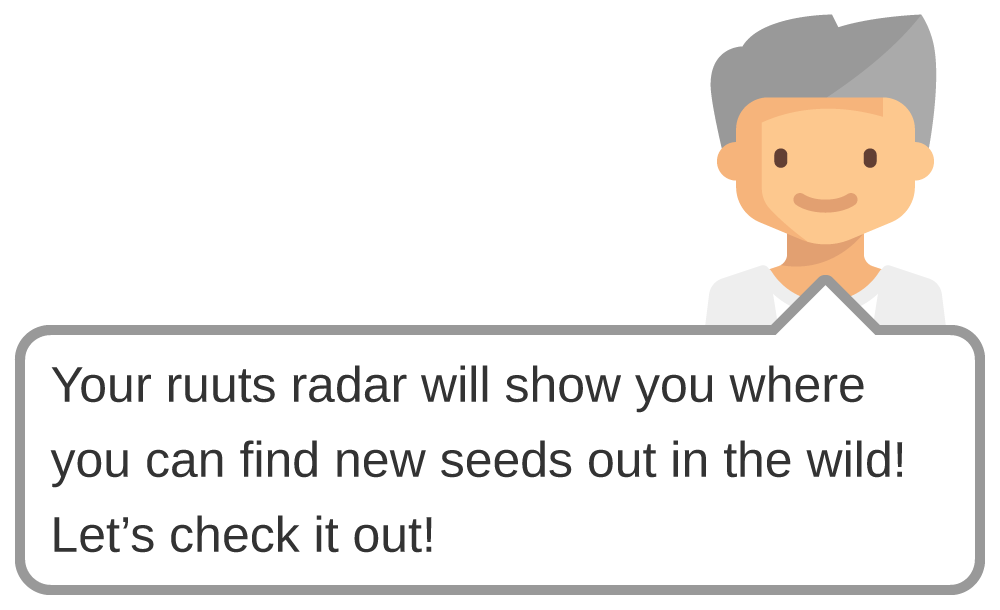 Your ruuts radar will show you where
you can find new seeds out in the wild!
Let’s check it out!